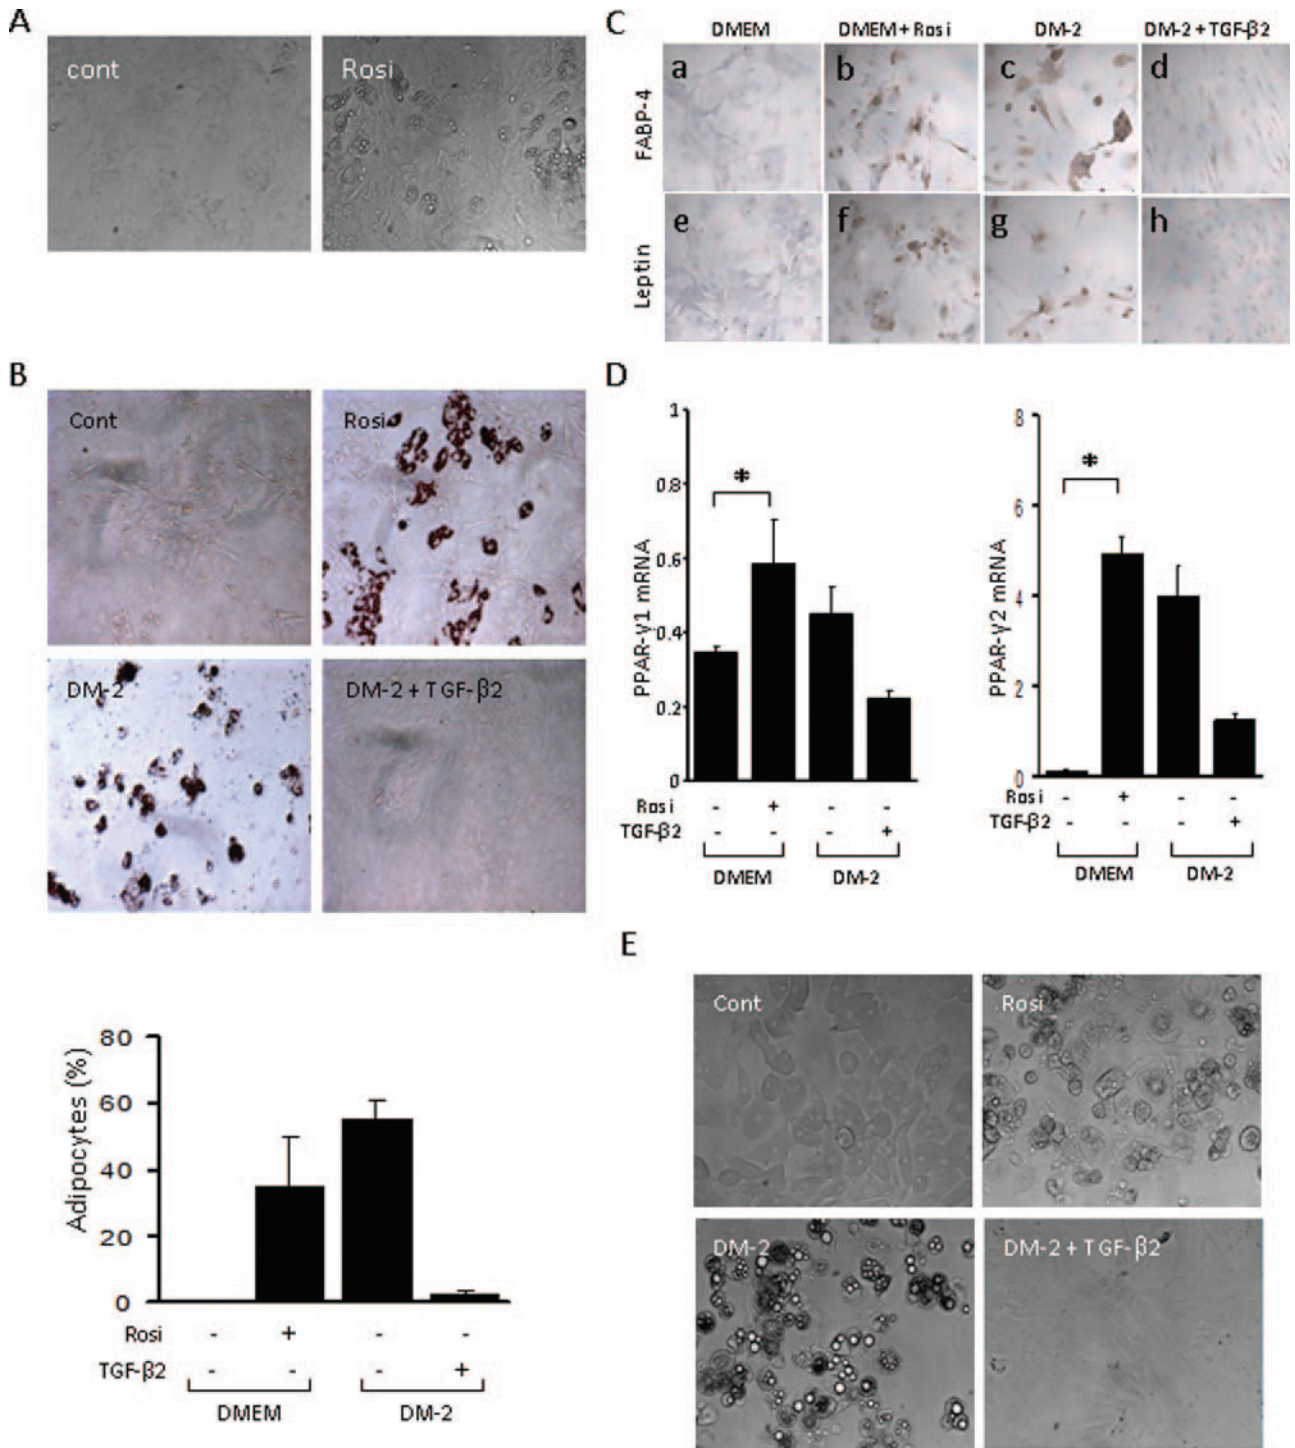 A
cont
Rosi
B
Cont
Rosi
DM-2
DM-2 + TGF-β2
80
60
40
20
0
Adipocytes (%)
Rosi - + - -
TGF-β2 - - - +
DMEM DM-2
C
DMEM DMEM + Rosi DM-2 DM-2 + TGF-β2
FABP-4
a b c d
Leptin
e f g h
D
1
0.8
0.6
0.4
0.2
0
PPAR-γ1 mRNA
*
Rosi - + - -
TGF-β2 - - - +
DMEM DM-2
8
6
4
2
0
PPAR-γ2 mRNA
*
Rosi - + - -
TGF-β2 - - - +
DMEM DM-2
E
Cont
Rosi
DM-2
DM-2 + TGF-β2